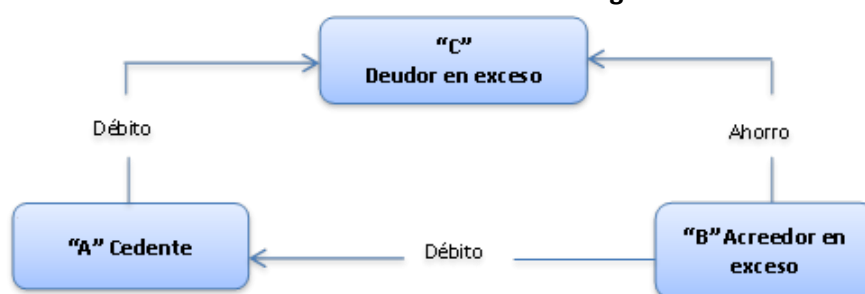 “C”
Deudor en exceso
Débito
Ahorro
“A” Cedente
Débito
“B” Acreedor en
exceso